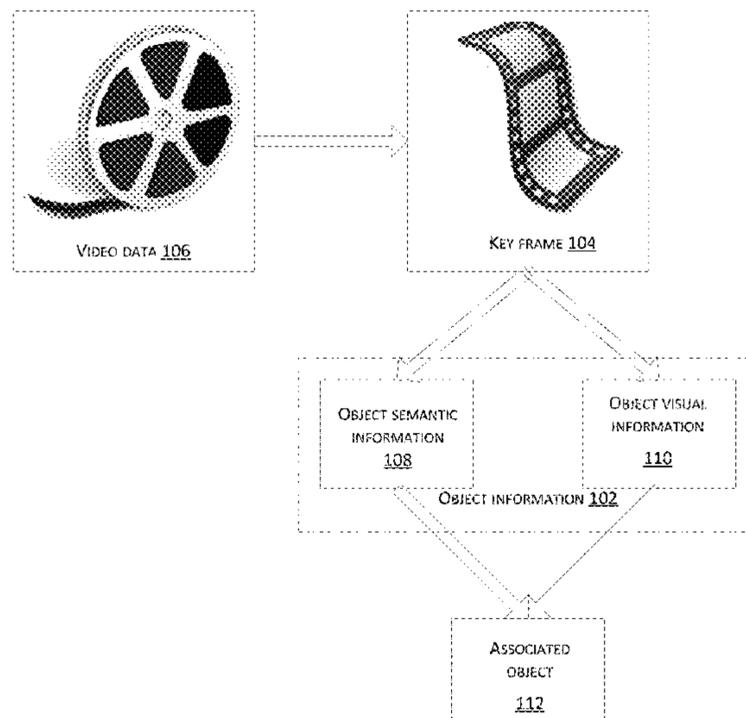 VIDEO DATA 106
KEY FRAME 104
OBJECT SEMANTIC
INFORMATION
108
OBJECT VISUAL
INFORMATION
110
OBJECT INFORMATION 102
ASSOCIATED
OBJECT
112